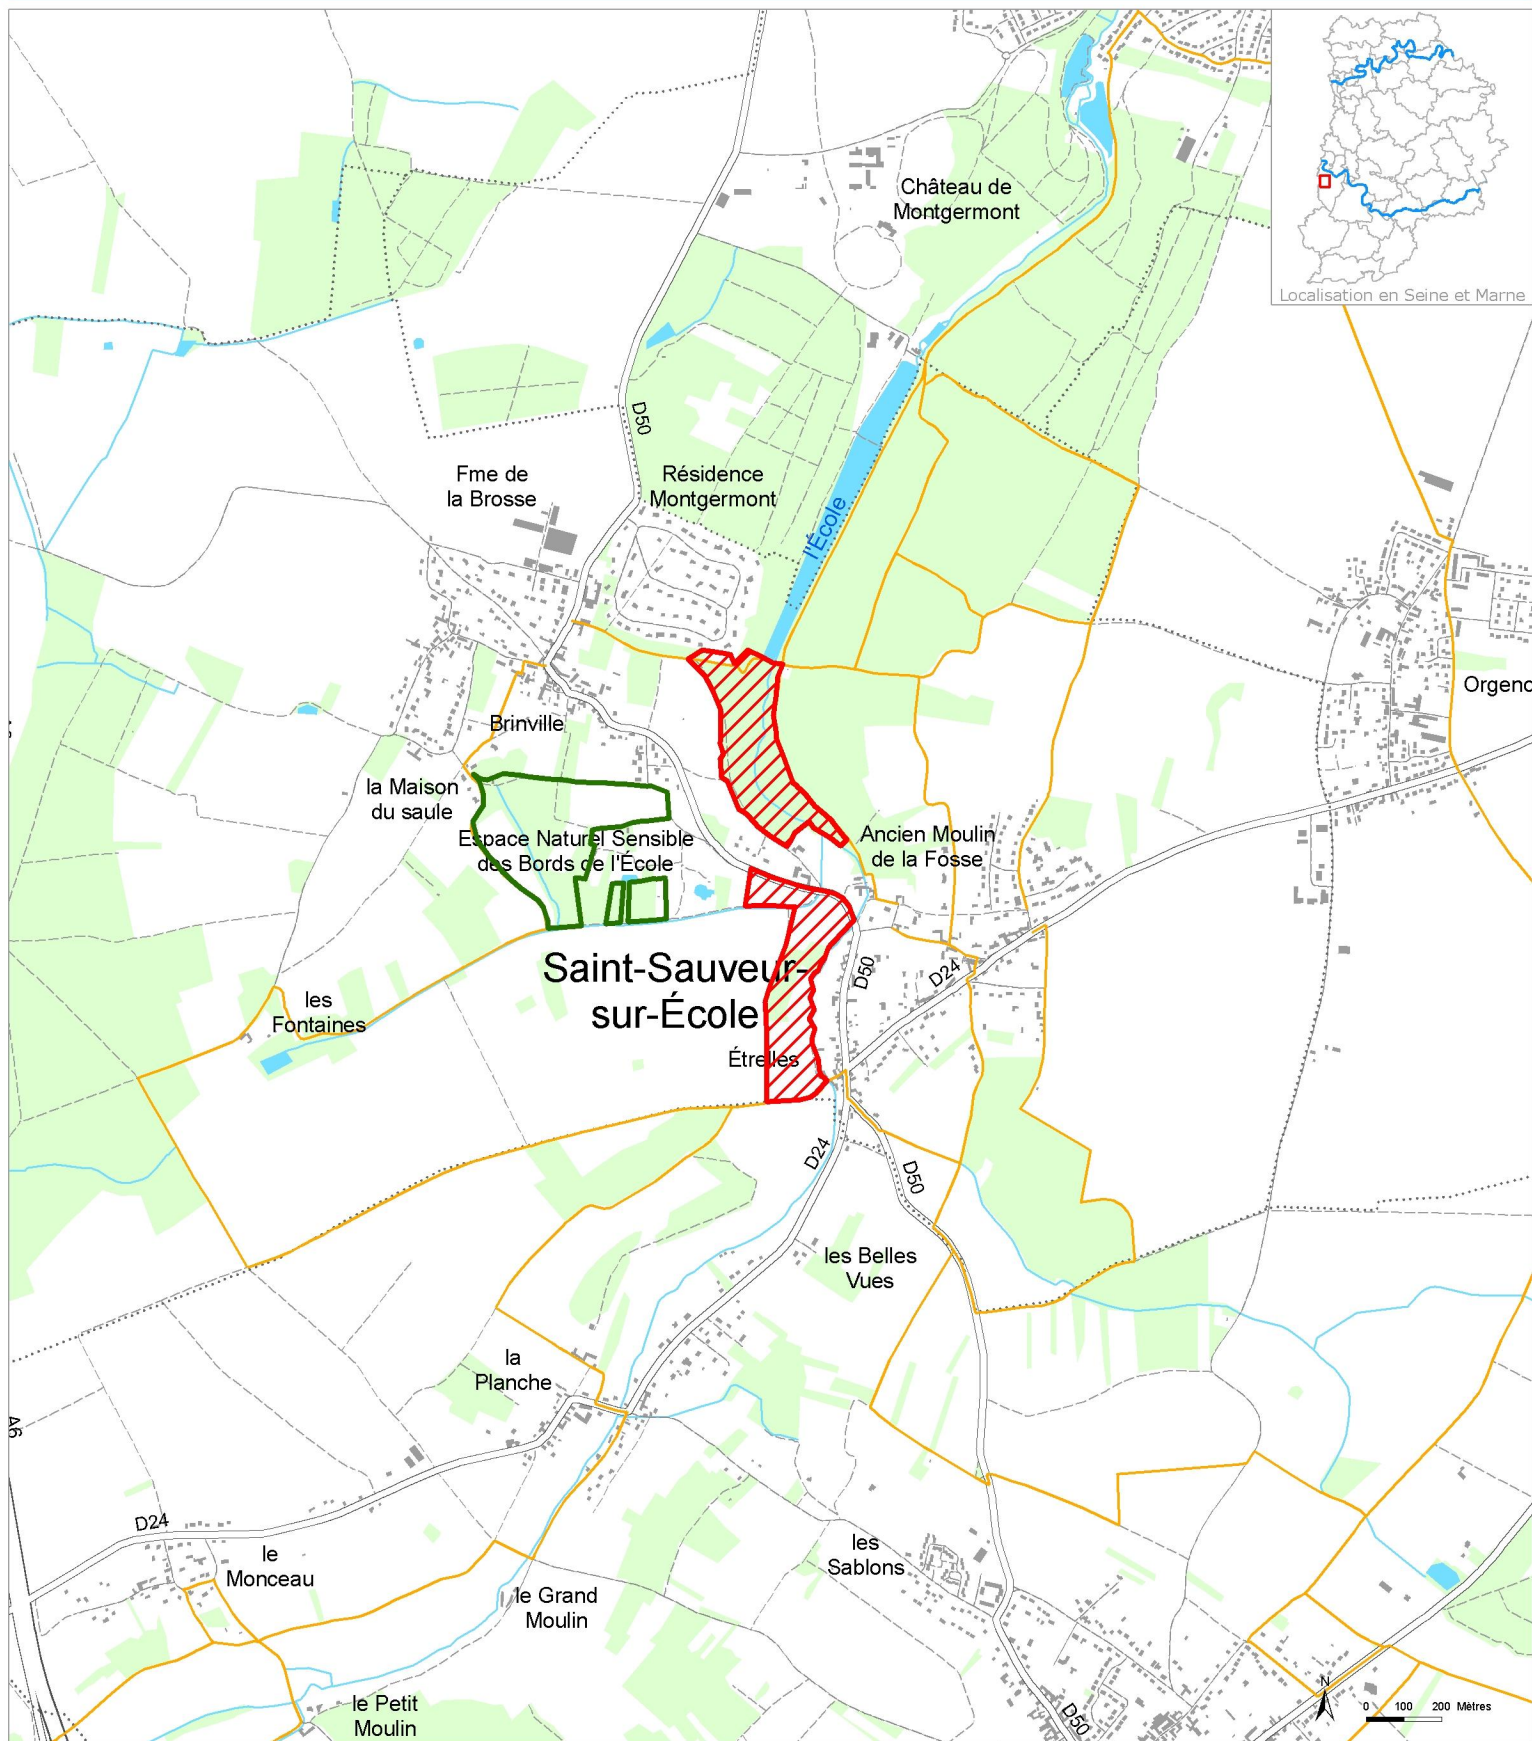 Château de
Montgermont
Localisation en Seine et Marne
D50
Fme de
la Brosse
Résidence
Montgermont
l'École
Orgeno
Brinville
la Maison
du saule
Espace Naturel Sensible
des Bords de l'École
Ancien Moulin
de la Fosse
Saint-Sauveur-
sur-École
D50
D24
les
Fontaines
Étrelles
D24
D50
les Belles
Vues
la
Planche
A6
D24
le
Monceau
les
Sablons
le Grand
Moulin
le Petit
Moulin
D50
N
0 100 200 Mètres